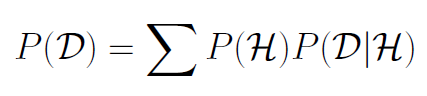 P(𝒟) = ∑ P(ℋ)P(𝒟|ℋ)